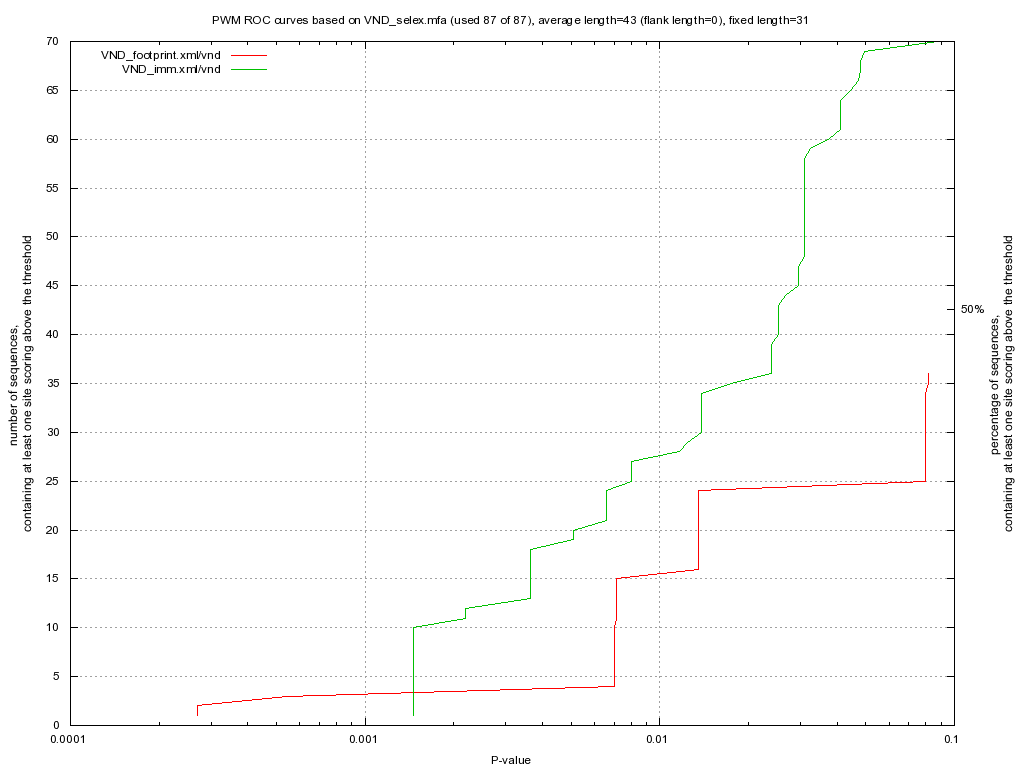 PWM ROC curves based on VND_selex.mfa (used 87 of 87), average length=43 (flank length=0), fixed length=31
VND_footprint.xml/vnd
VND_imm.xml/vnd
70
65
60
55
50
45
40
35
30
25
20
15
10
5
0
number of sequences,
containing at least one site scoring above the threshold
50%
percentage of sequences,
containing at least one site scoring above the threshold
0.0001
0.001
0.01
0.1
P-value